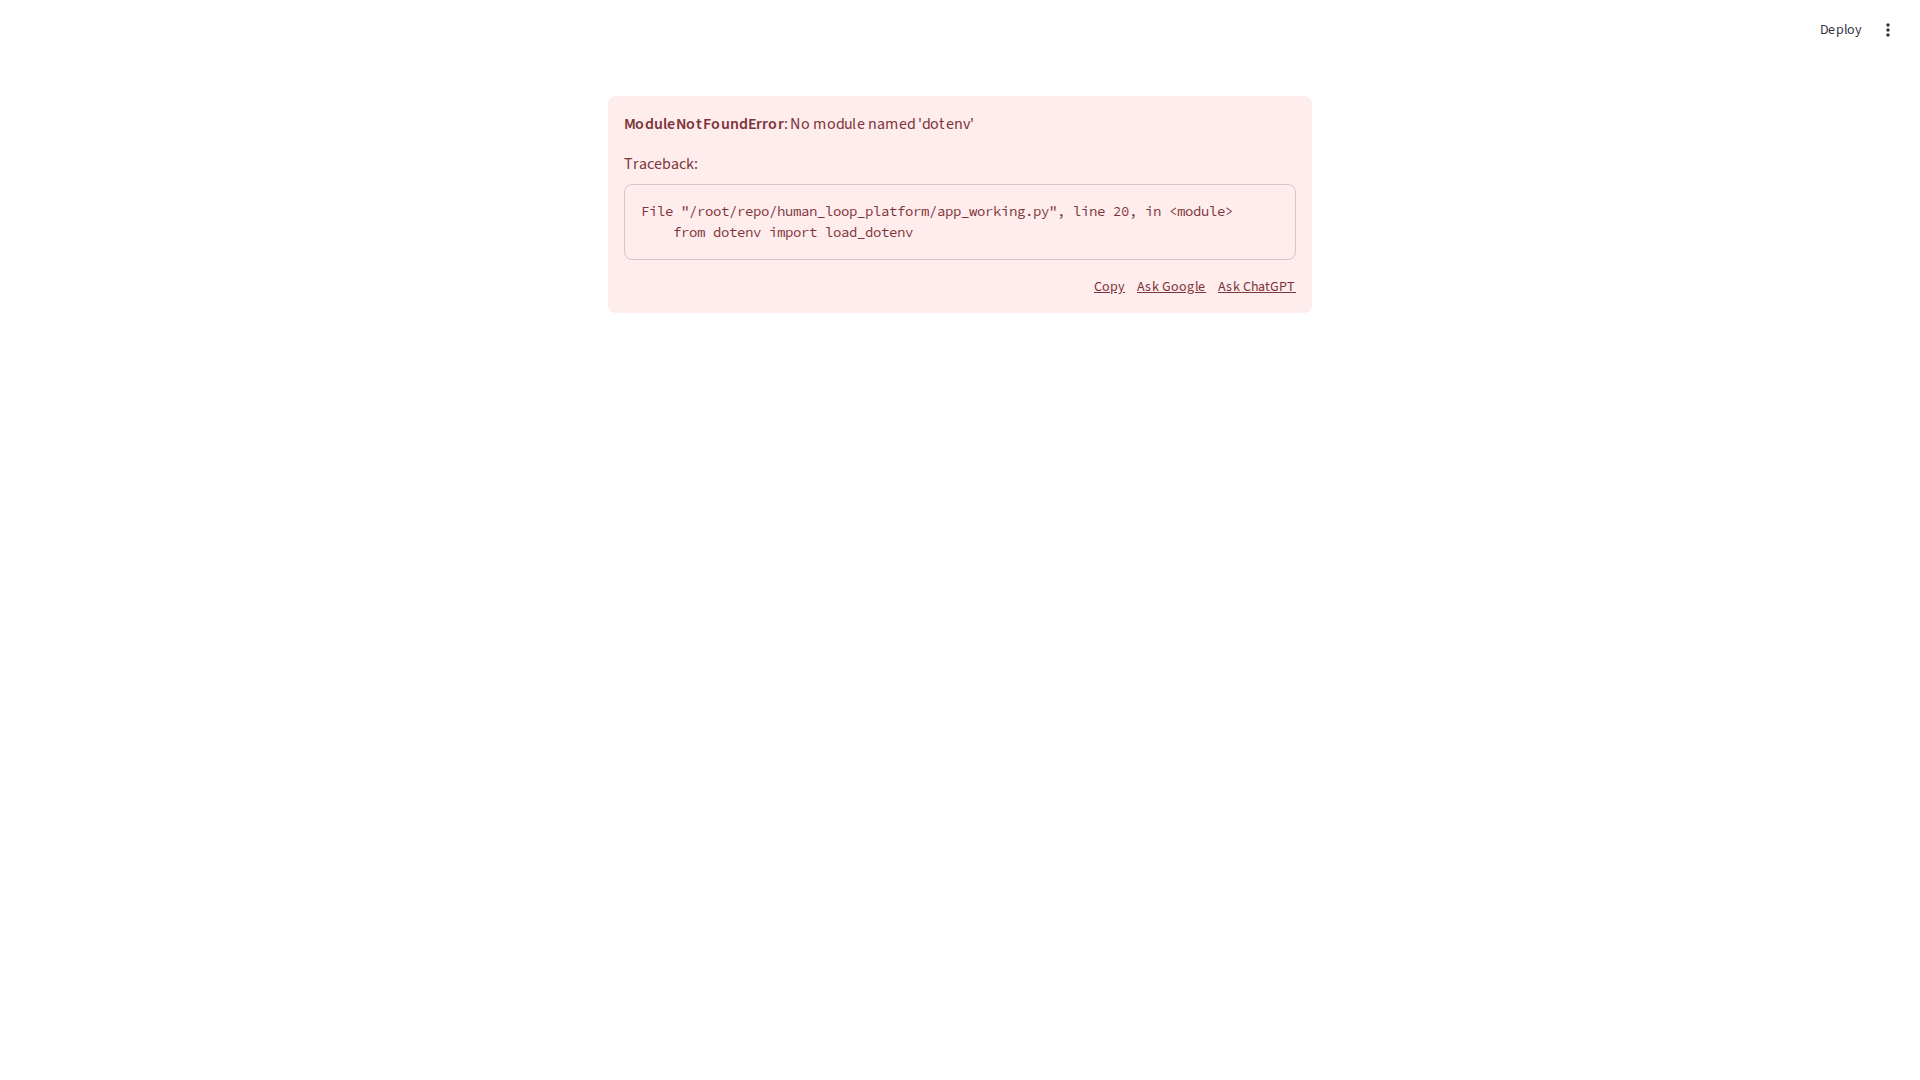 Deploy
ModuleNotFoundError: No module named 'dotenv'
Traceback:
File "/root/repo/human_loop_platform/app_working.py", line 20, in <module>
    from dotenv import load_dotenv
Copy Ask Google Ask ChatGPT